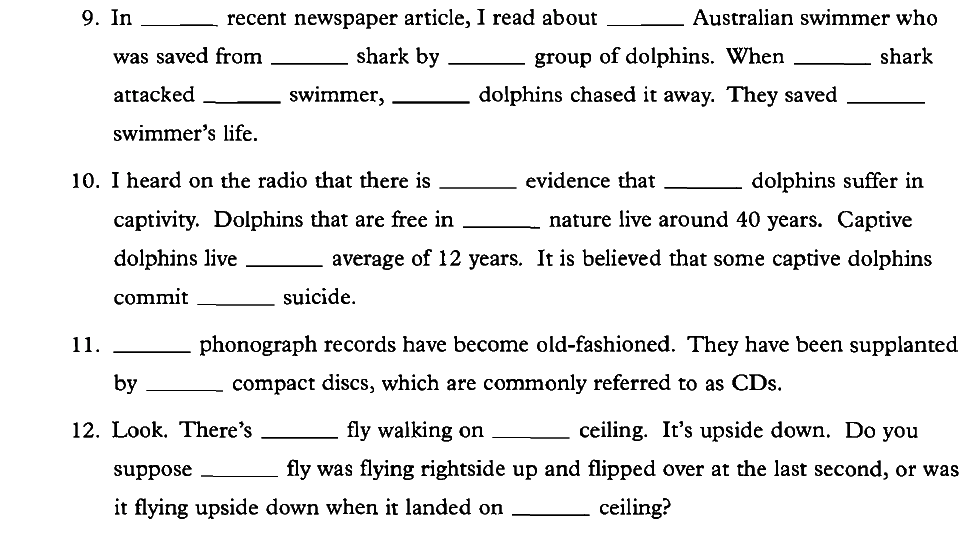 9. In ______ recent newspaper article, I read about ______ Australian swimmer who
was saved from ______ shark by ______ group of dolphins. When ______ shark
attacked ______ swimmer, ______ dolphins chased it away. They saved ______
swimmer's life.
10. I heard on the radio that there is ______ evidence that ______ dolphins suffer in
captivity. Dolphins that are free in ______ nature live around 40 years. Captive
dolphins live ______ average of 12 years. It is believed that some captive dolphins
commit ______ suicide.
11. ______ phonograph records have become old-fashioned. They have been supplanted
by ______ compact discs, which are commonly referred to as CDs.
12. Look. There's ______ fly walking on ______ ceiling. It's upside down. Do you
suppose ______ fly was flying rightside up and flipped over at the last second, or was
it flying upside down when it landed on ______ ceiling?